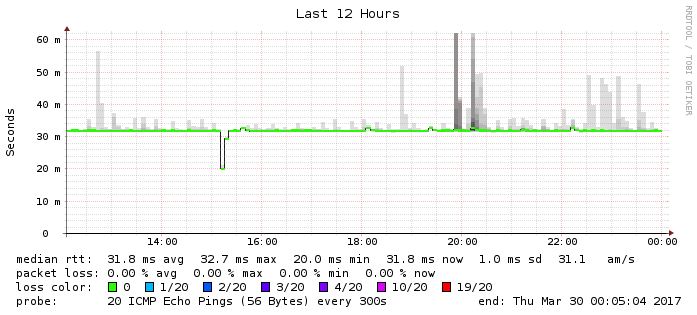 Last 12 Hours
RRDTOOL / TOBI OETIKER
Seconds
60 m
50 m
40 m
30 m
20 m
10 m
0
14:00 16:00 18:00 20:00 22:00 00:00
median rtt: 31.8 ms avg 32.7 ms max 20.0 ms min 31.8 ms now 1.0 ms sd 31.1 am/s
packet loss: 0.00 % avg 0.00 % max 0.00 % min 0.00 % now
loss color: 0 1/20 2/20 3/20 4/20 10/20 19/20
probe: 20 ICMP Echo Pings (56 Bytes) every 300s end: Thu Mar 30 00:05:04 2017